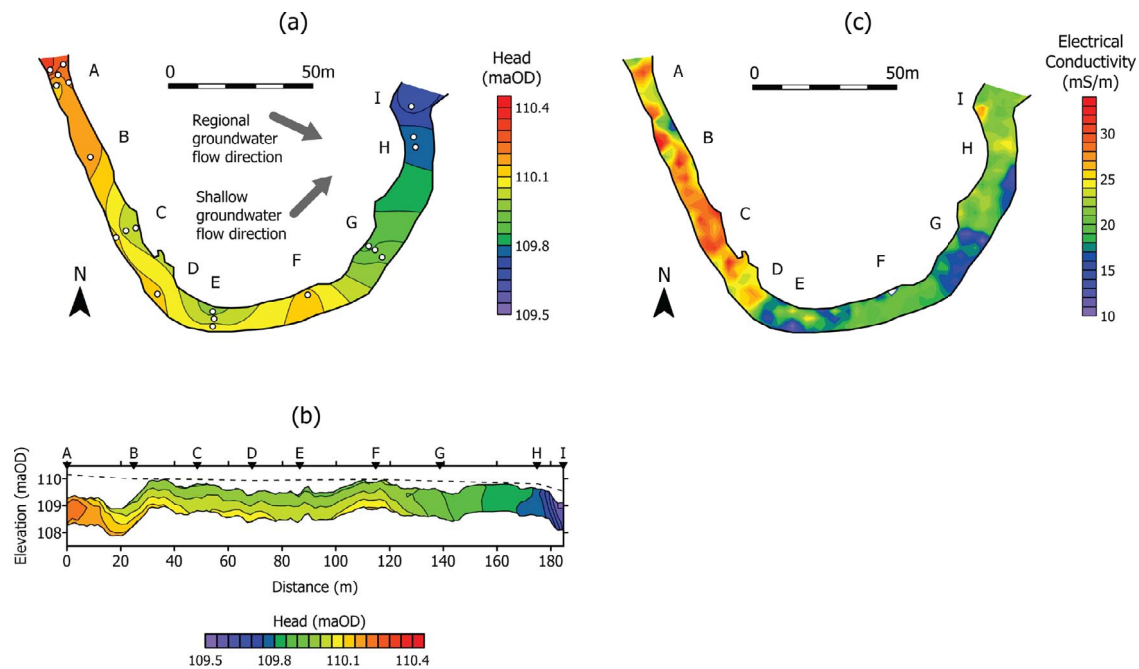 (a)
Head
(maOD)
110.4
110.1
109.8
109.5
0 50m
A
B
C
D
E
F
G
H
I
Regional
groundwater
flow direction
Shallow
groundwater
flow direction
N
(c)
Electrical
Conductivity
(mS/m)
30
25
20
15
10
0 50m
A
B
C
D
E
F
G
H
I
N
(b)
A B C D E F G H I
Elevation (maOD)
110
109
108
0 20 40 60 80 100 120 140 160 180
Distance (m)
Head (maOD)
109.5 109.8 110.1 110.4